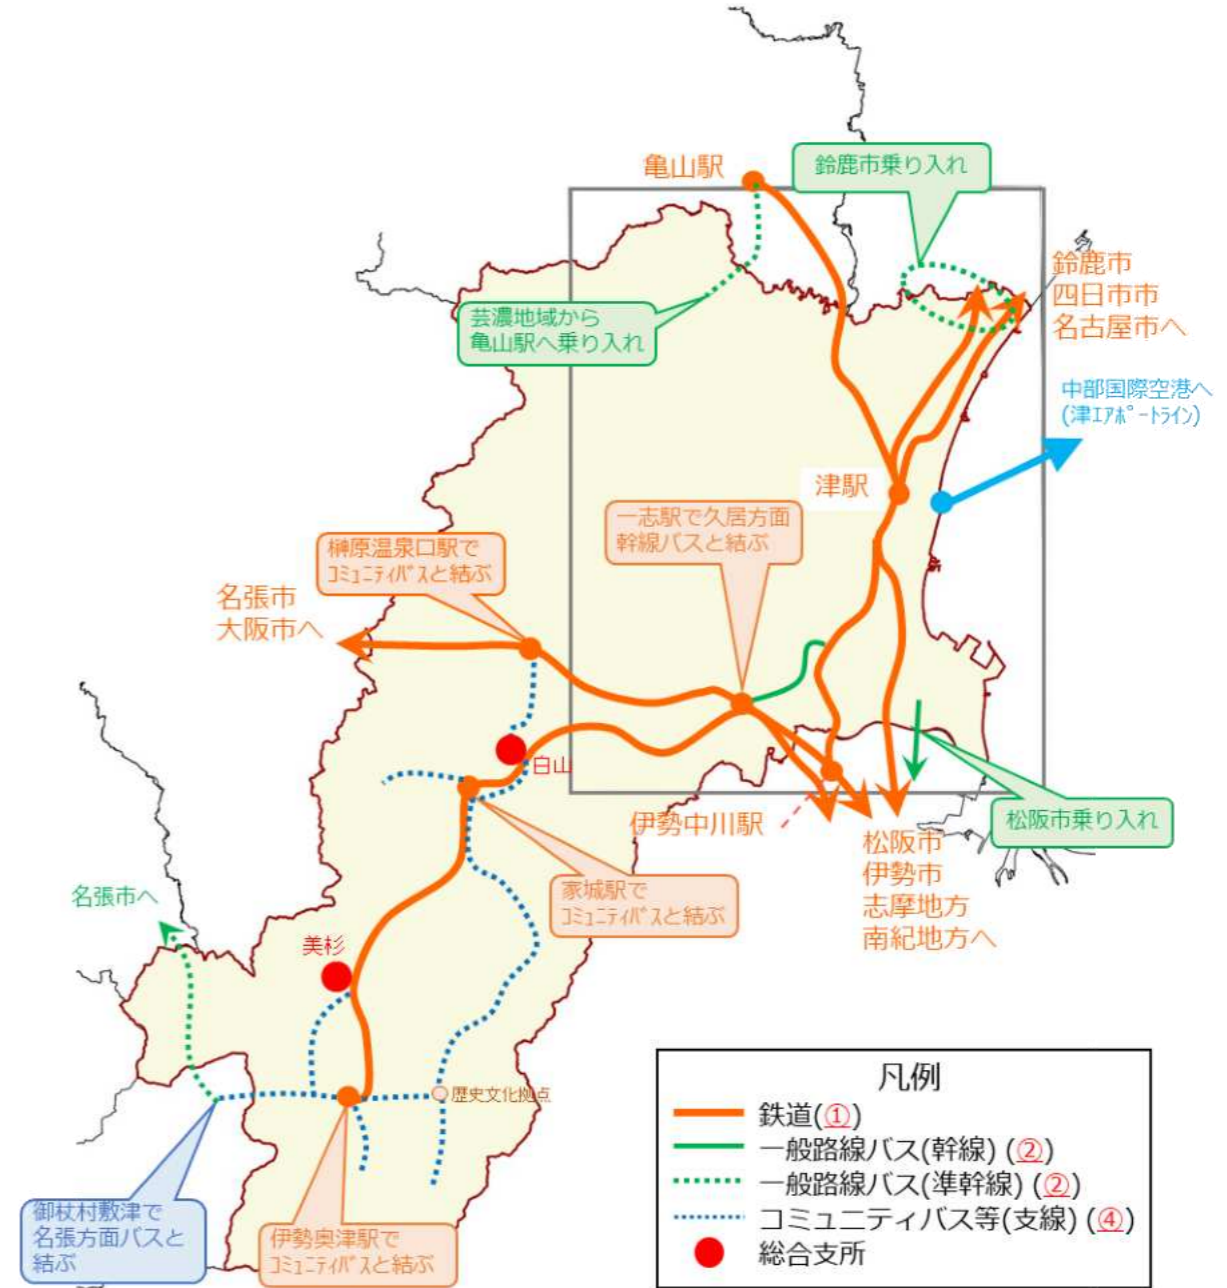 亀山駅
鈴鹿市乗り入れ
鈴鹿市
四日市市
名古屋市へ
芸濃地域から
亀山駅へ乗り入れ
中部国際空港へ
(津ｴｱﾎﾟｰﾄﾗｲﾝ)
津駅
一志駅で久居方面
幹線バスと結ぶ
榊原温泉口駅で
ｺﾐｭﾆﾃｨﾊﾞｽと結ぶ
名張市
大阪市へ
白山
伊勢中川駅
松阪市乗り入れ
松阪市
伊勢市
志摩地方
南紀地方へ
家城駅で
ｺﾐｭﾆﾃｨﾊﾞｽと結ぶ
名張市へ
美杉
歴史文化拠点
御杖村敷津で
名張方面バスと
結ぶ
伊勢奥津駅で
ｺﾐｭﾆﾃｨﾊﾞｽと結ぶ
凡例
鉄道(①)
一般路線バス(幹線) (②)
一般路線バス(準幹線) (②)
コミュニティバス等(支線) (④)
総合支所